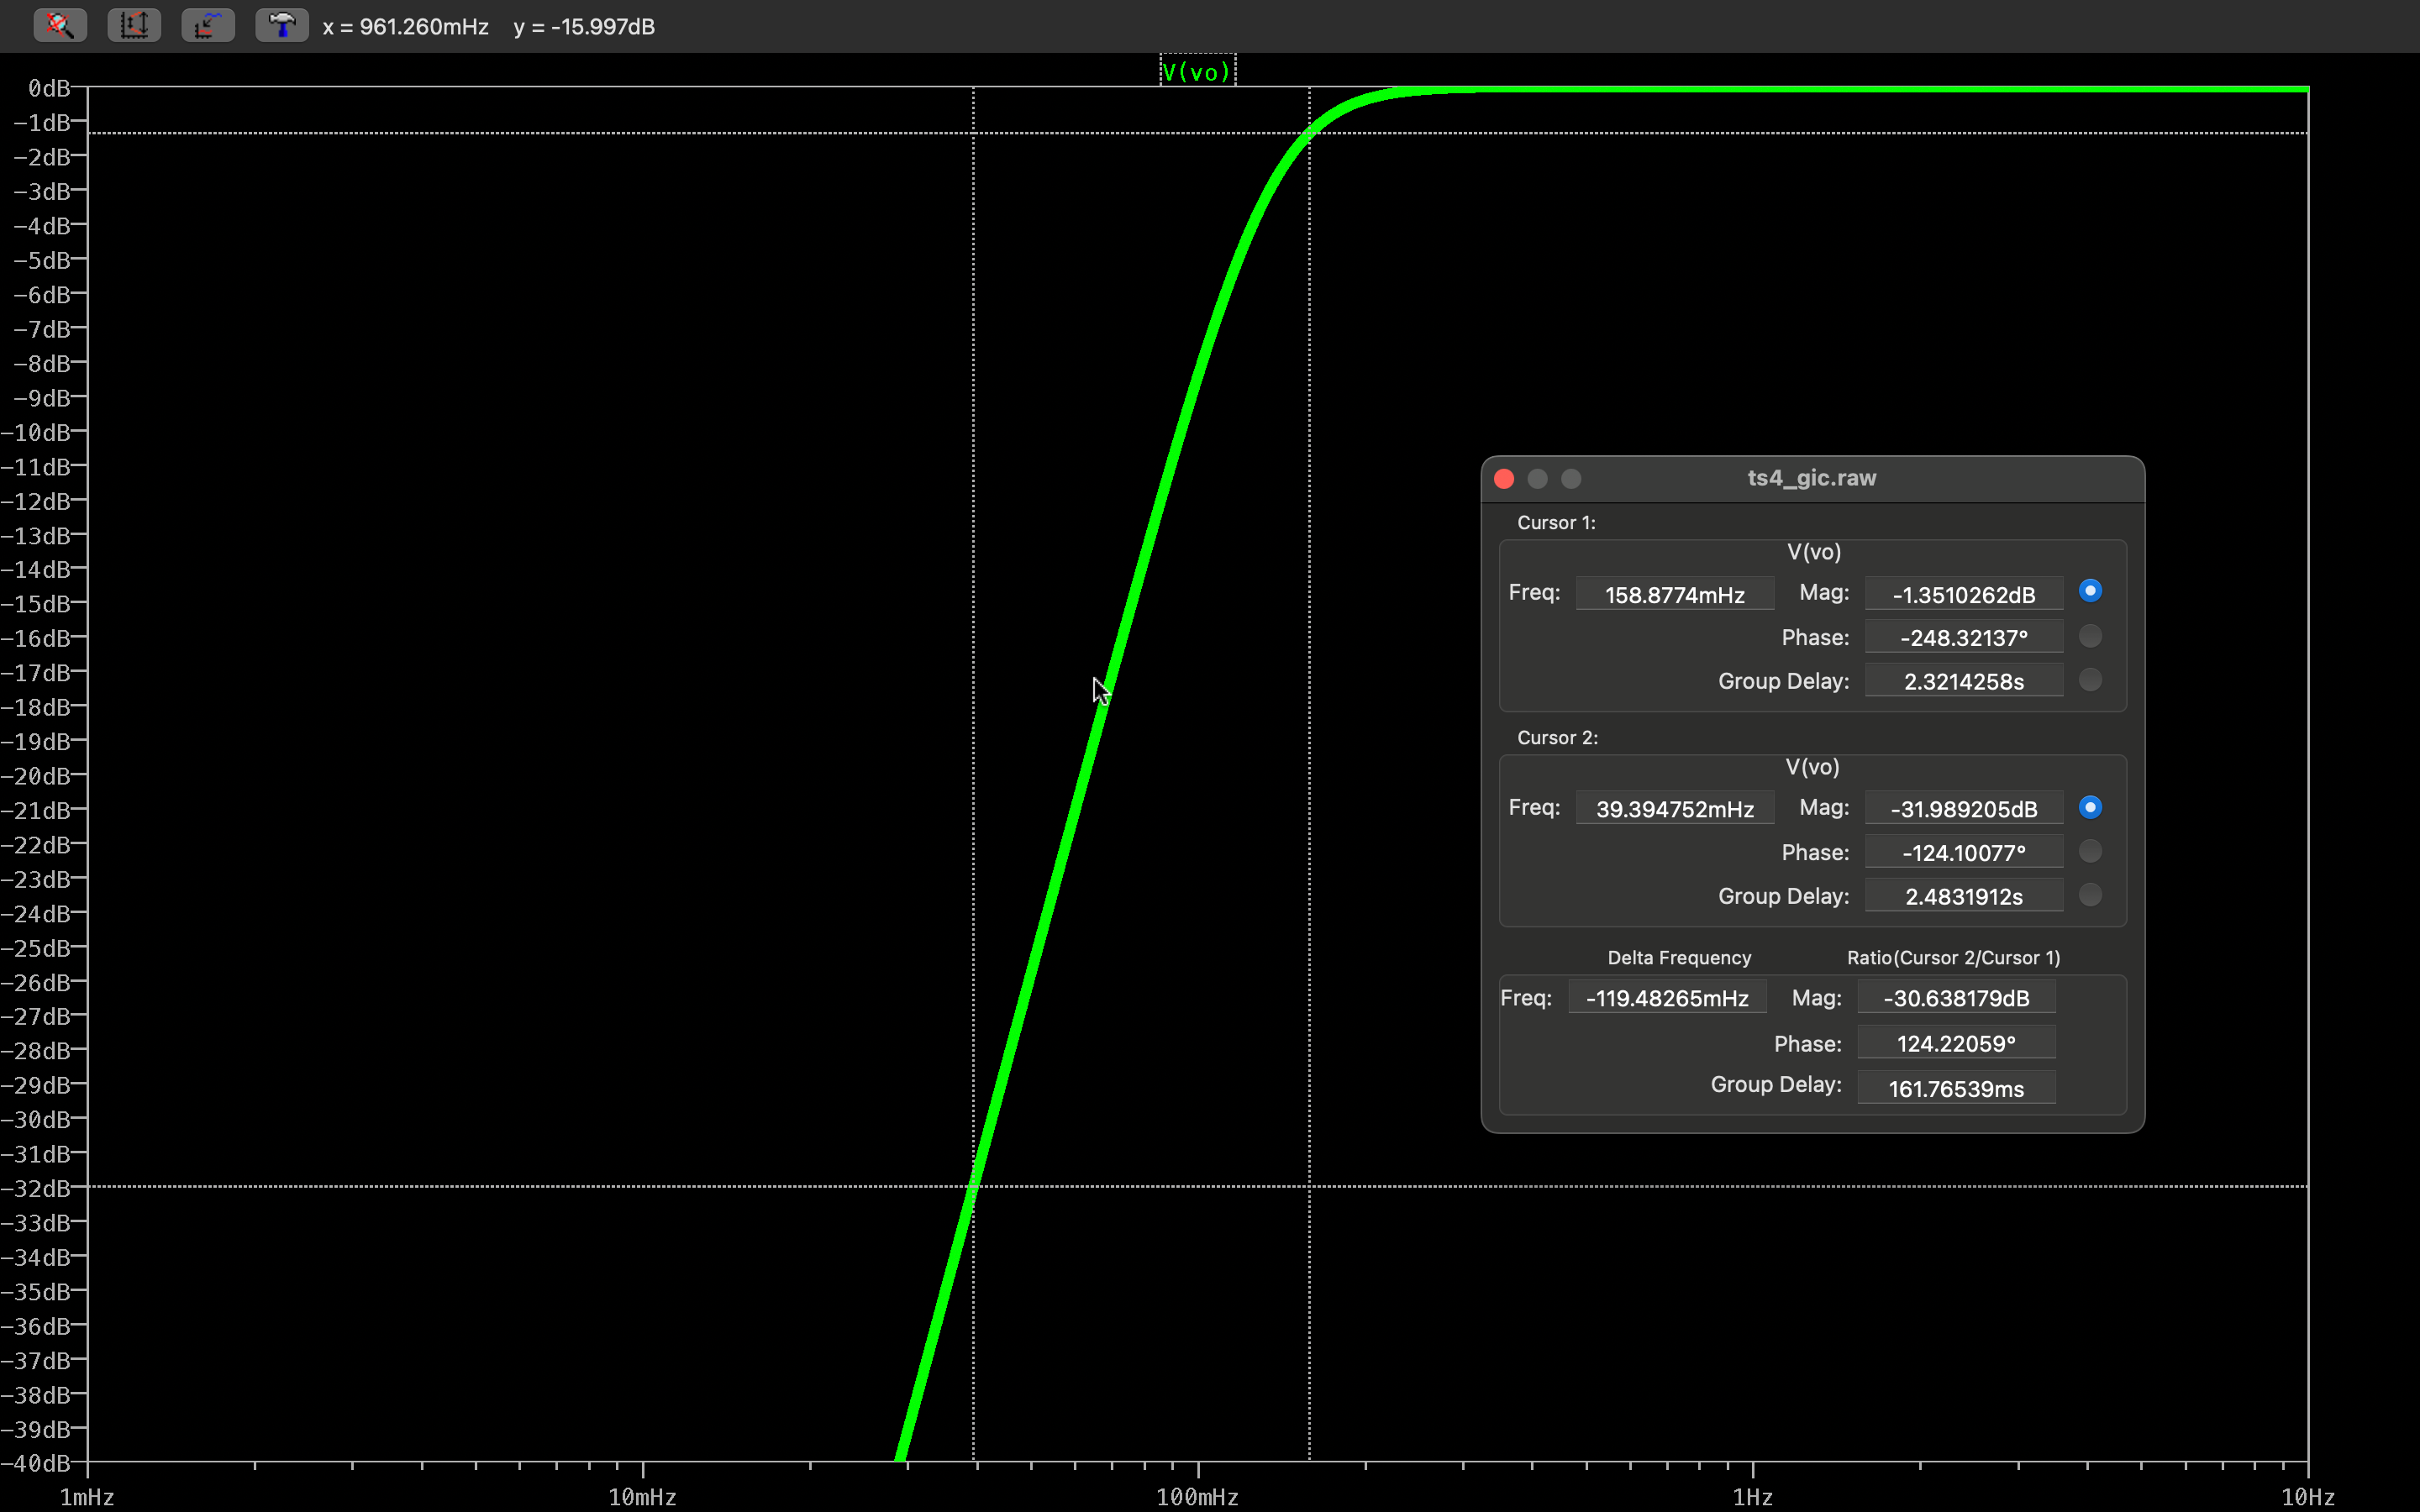 x = 961.260mHz y = -15.997dB
V(vo)
0dB
−1dB
−2dB
−3dB
−4dB
−5dB
−6dB
−7dB
−8dB
−9dB
−10dB
−11dB
−12dB
−13dB
−14dB
−15dB
−16dB
−17dB
−18dB
−19dB
−20dB
−21dB
−22dB
−23dB
−24dB
−25dB
−26dB
−27dB
−28dB
−29dB
−30dB
−31dB
−32dB
−33dB
−34dB
−35dB
−36dB
−37dB
−38dB
−39dB
−40dB
1mHz 10mHz 100mHz 1Hz 10Hz
ts4_gic.raw
Cursor 1:
V(vo)
Freq: 158.8774mHz Mag: -1.3510262dB
Phase: -248.32137°
Group Delay: 2.3214258s
Cursor 2:
V(vo)
Freq: 39.394752mHz Mag: -31.989205dB
Phase: -124.10077°
Group Delay: 2.4831912s
Delta Frequency Ratio(Cursor 2/Cursor 1)
Freq: -119.48265mHz Mag: -30.638179dB
Phase: 124.22059°
Group Delay: 161.76539ms